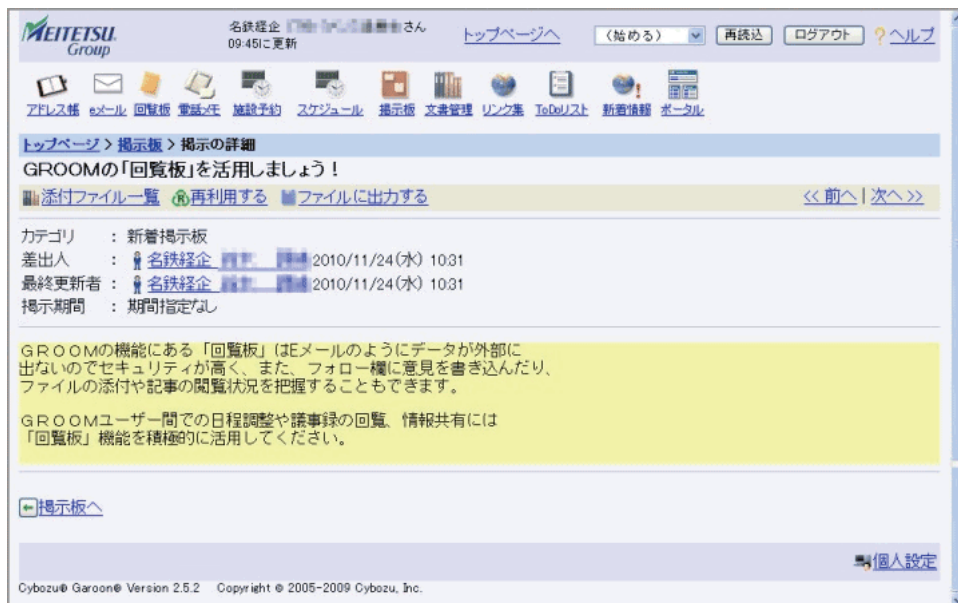 MEITETSU Group
名鉄経企 さん
09:45に更新
トップページへ (始める) 再読込 ログアウト ? ヘルプ
アドレス帳 eメール 回覧板 電話メモ 施設予約 スケジュール 掲示板 文書管理 リンク集 ToDoリスト 新着情報 ポータル
トップページ > 掲示板 > 掲示の詳細
GROOMの「回覧板」を活用しましょう！
添付ファイル一覧 再利用する ファイルに出力する << 前へ | 次へ >>
カテゴリ ： 新着掲示板
差出人 ： 名鉄経企 2010/11/24(水) 10:31
最終更新者 ： 名鉄経企 2010/11/24(水) 10:31
掲示期間 ： 期間指定なし
ＧＲＯＯＭの機能にある「回覧板」はEメールのようにデータが外部に
出ないのでセキュリティが高く、また、フォロー欄に意見を書き込んだり、
ファイルの添付や記事の閲覧状況を把握することもできます。
ＧＲＯＯＭユーザー間での日程調整や議事録の回覧、情報共有には
「回覧板」機能を積極的に活用してください。
掲示板へ
個人設定
Cybozu® Garoon® Version 2.5.2 Copyright © 2005-2009 Cybozu, Inc.